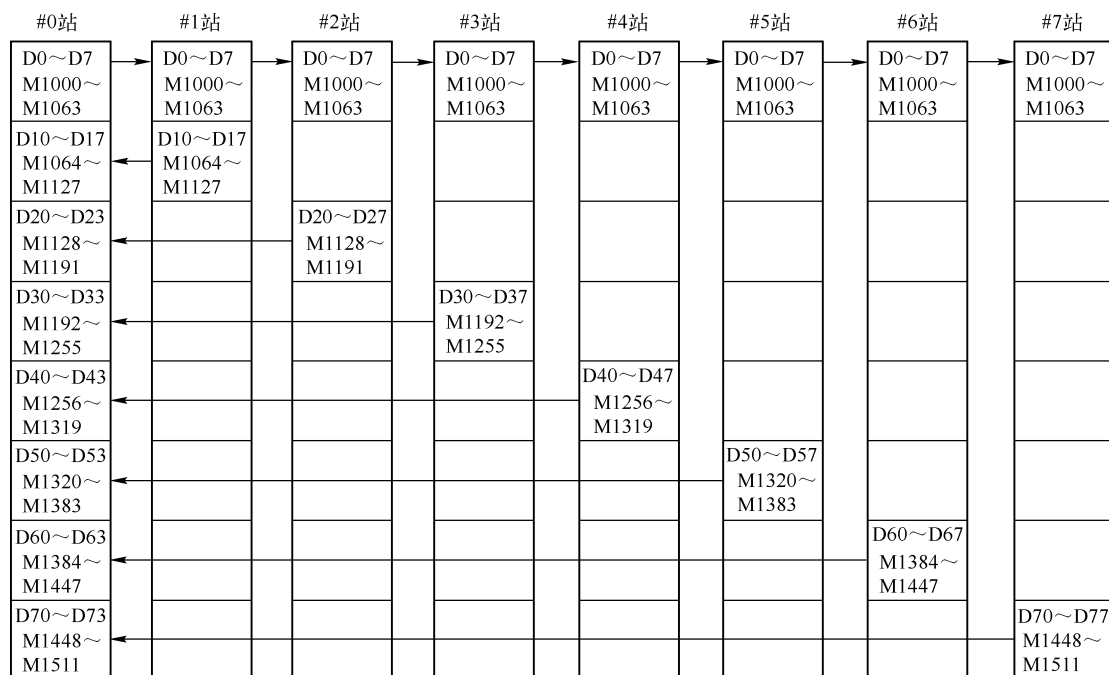 #0站 #1站 #2站 #3站 #4站 #5站 #6站 #7站
D0～D7 D0～D7 D0～D7 D0～D7 D0～D7 D0～D7 D0～D7 D0～D7
M1000～ M1000～ M1000～ M1000～ M1000～ M1000～ M1000～ M1000～
M1063 M1063 M1063 M1063 M1063 M1063 M1063 M1063
D10～D17 D10～D17
M1064～ M1064～
M1127 M1127
D20～D23 D20～D27
M1128～ M1128～
M1191 M1191
D30～D33 D30～D37
M1192～ M1192～
M1255 M1255
D40～D43 D40～D47
M1256～ M1256～
M1319 M1319
D50～D53 D50～D57
M1320～ M1320～
M1383 M1383
D60～D63 D60～D67
M1384～ M1384～
M1447 M1447
D70～D73 D70～D77
M1448～ M1448～
M1511 M1511